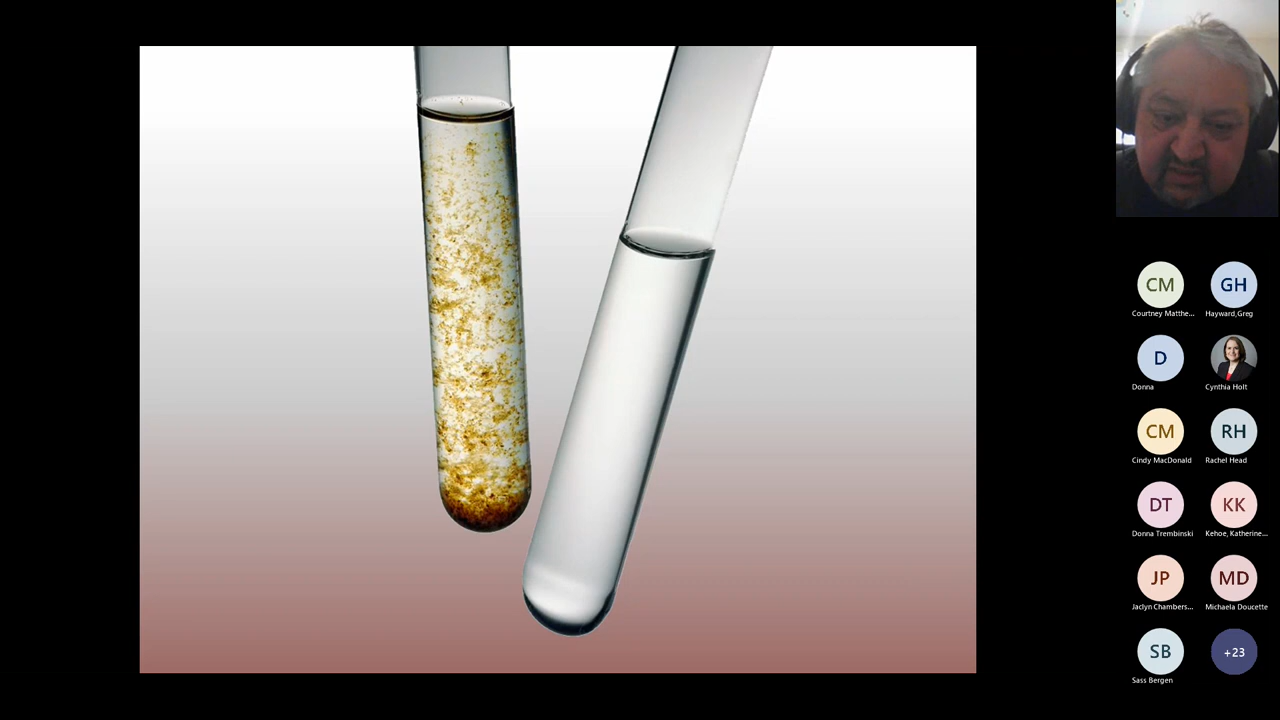 CM
GH
Courtney Matthe...
Hayward,Greg
D
Donna
Cynthia Holt
CM
RH
Cindy MacDonald
Rachel Head
DT
KK
Donna Trembinski
Kehoe, Katherine...
JP
MD
Jaclyn Chambers...
Michaela Doucette
SB
+23
Sass Bergen